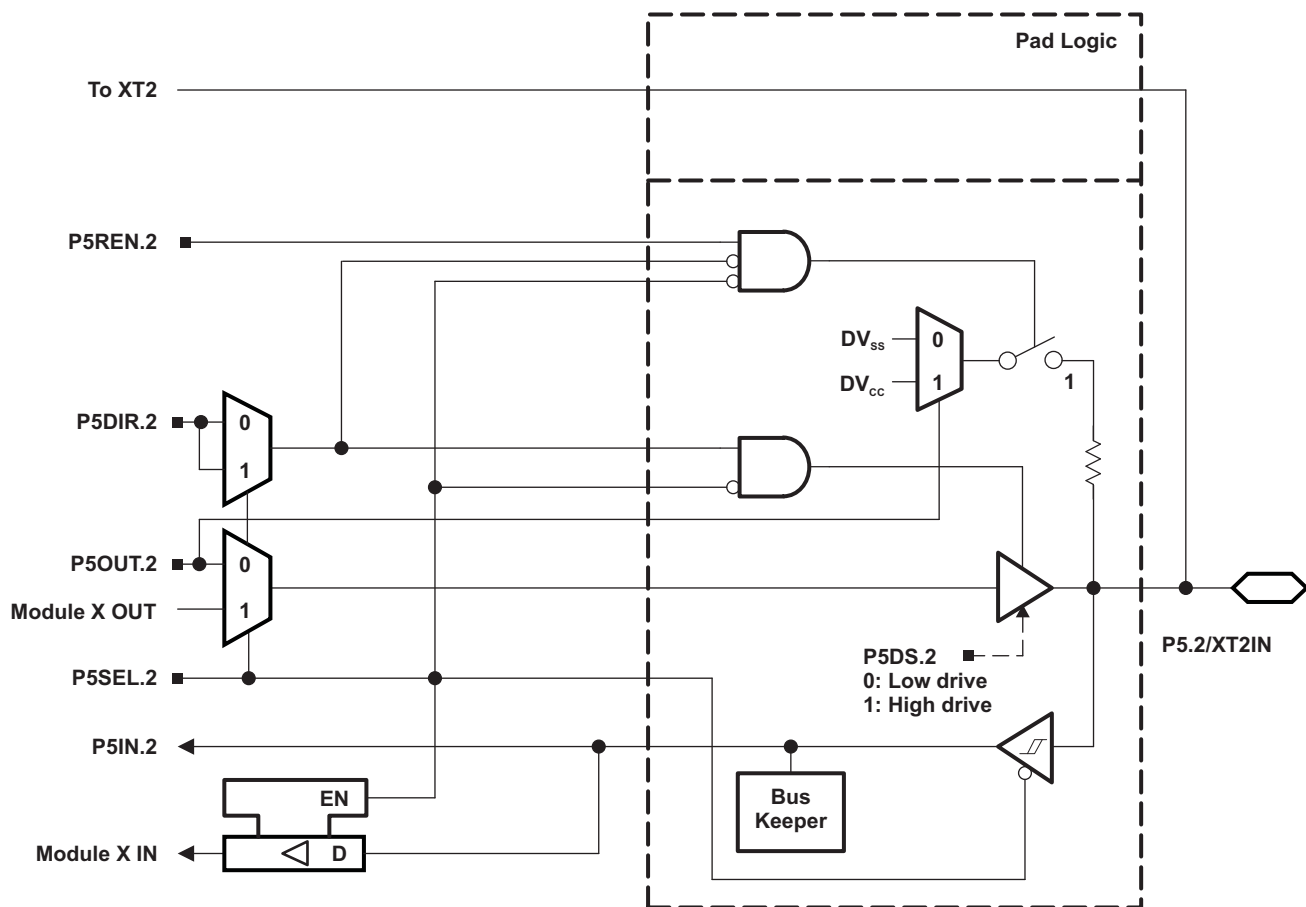 Pad Logic
To XT2
P5REN.2
DVss
0
DVcc
1
1
P5DIR.2
0
1
P5OUT.2
0
Module X OUT
1
P5DS.2
0: Low drive
1: High drive
P5.2/XT2IN
P5SEL.2
P5IN.2
EN
Bus
Keeper
Module X IN
D